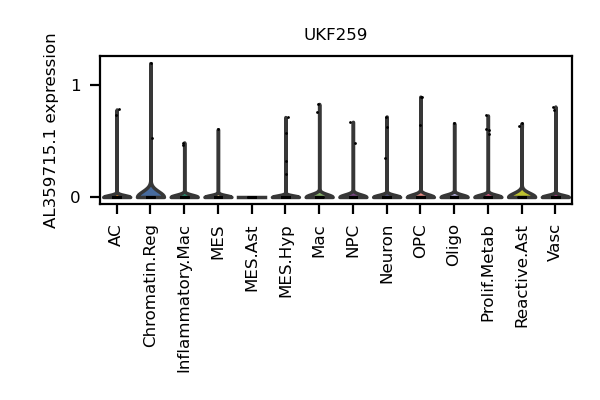 UKF259
AL359715.1 expression
1
0
AC
Chromatin.Reg
Inflammatory.Mac
MES
MES.Ast
MES.Hyp
Mac
NPC
Neuron
OPC
Oligo
Prolif.Metab
Reactive.Ast
Vasc